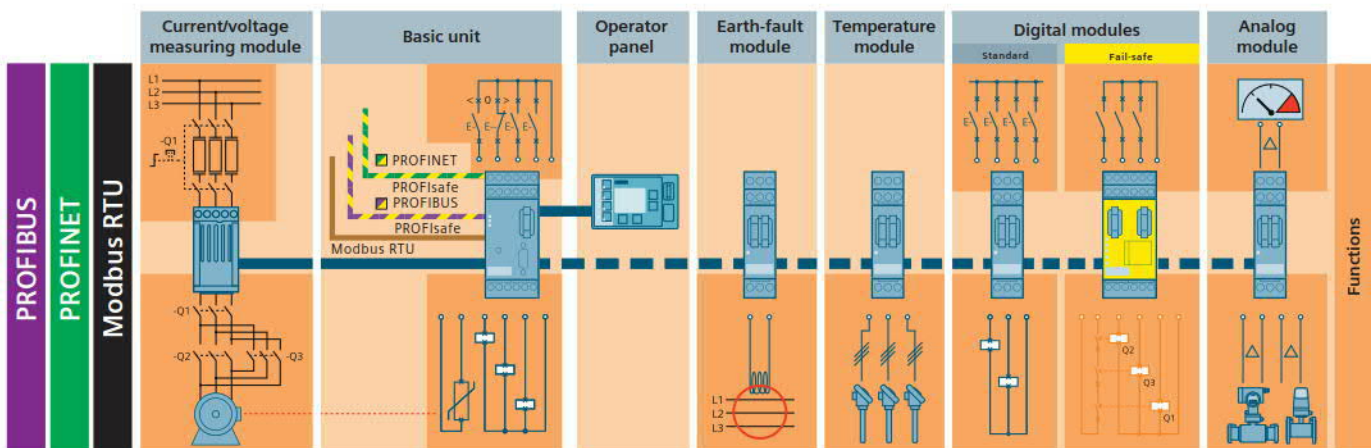 PROFIBUS
PROFINET
Modbus RTU
Current/voltage
measuring module
Basic unit
Operator
panel
Earth-fault
module
Temperature
module
Digital modules
Standard
Fail-safe
Analog
module
Functions
L1
L2
L3
-Q1
< O >
E-
E-
E-
E-
PROFINET
PROFIsafe
PROFIBUS
PROFIsafe
Modbus RTU
E-
E-
E-
E-
-Q1
-Q2
-Q3
L1
L2
L3
Q2
Q3
Q1